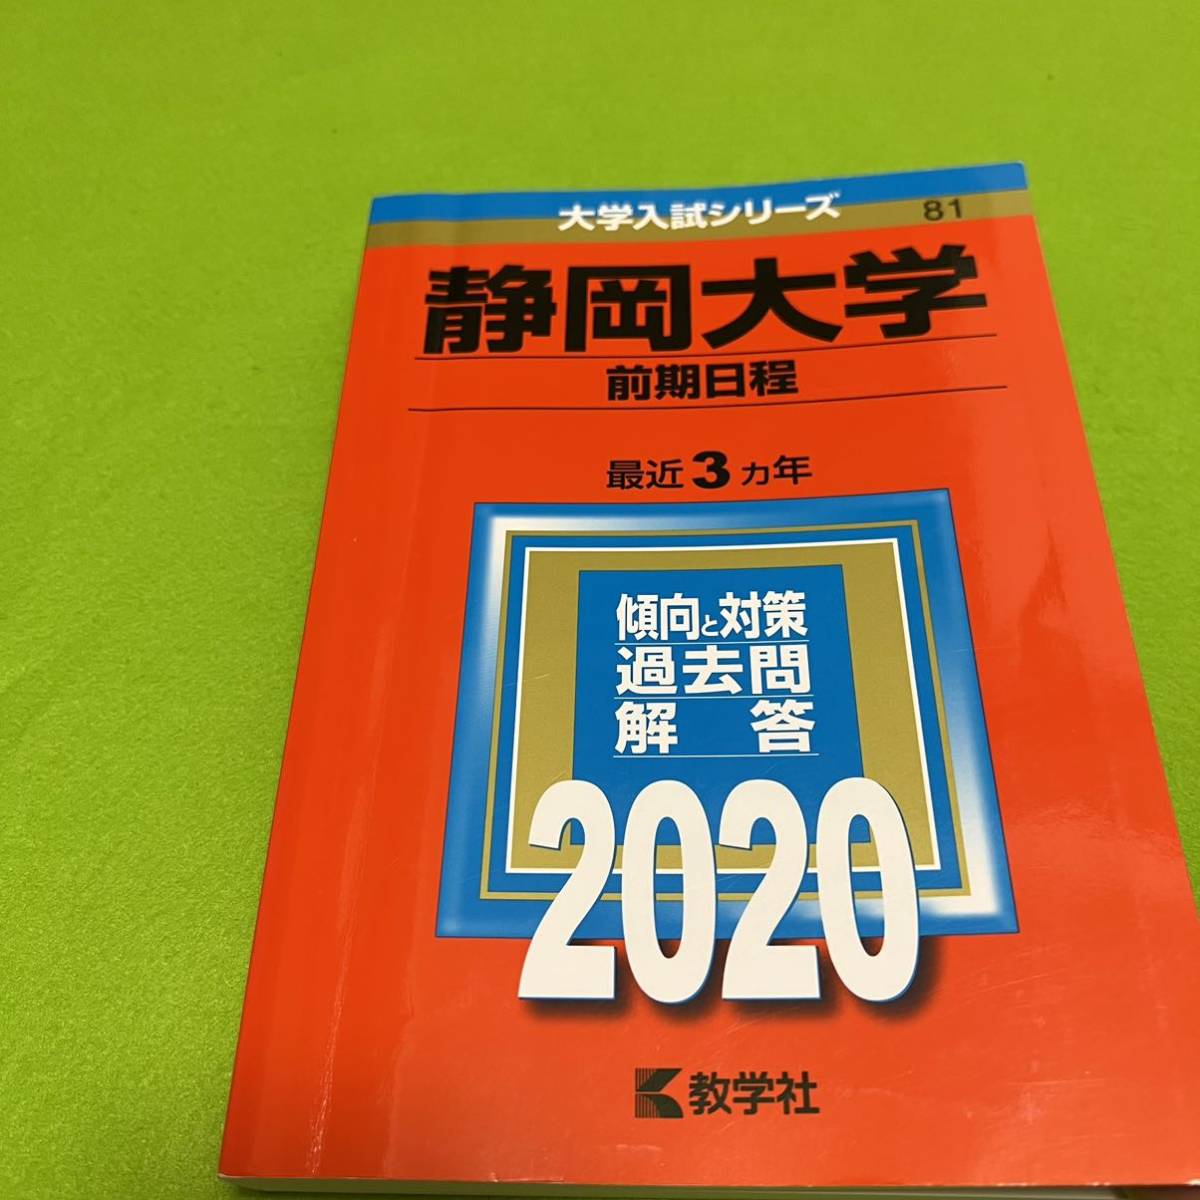 大学入試シリーズ 81
静岡大学
前期日程
最近3カ年
傾向と対策
過去問
解答
2020
教学社